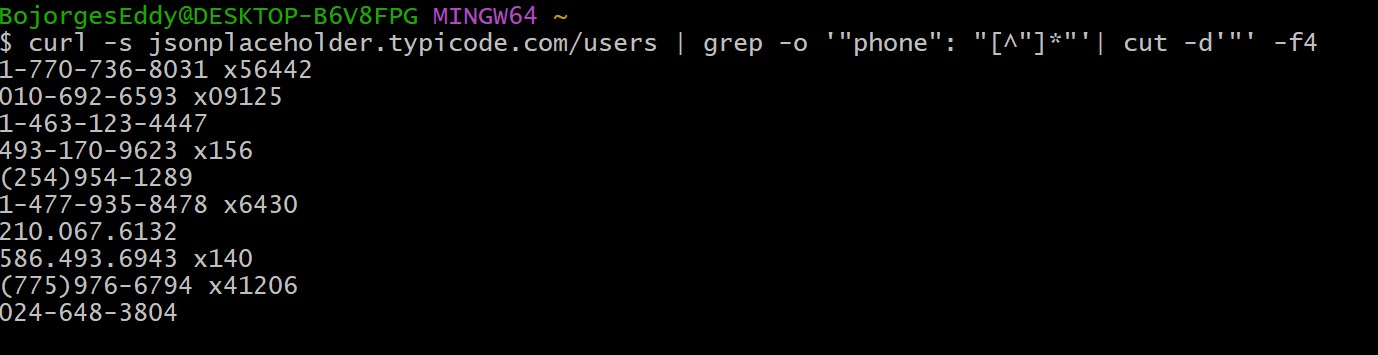 BojorgesEddy@DESKTOP-B6V8FPG MINGW64 ~
$ curl -s jsonplaceholder.typicode.com/users | grep -o '"phone": "[^"]*"'| cut -d'"' -f4
1-770-736-8031 x56442
010-692-6593 x09125
1-463-123-4447
493-170-9623 x156
(254)954-1289
1-477-935-8478 x6430
210.067.6132
586.493.6943 x140
(775)976-6794 x41206
024-648-3804